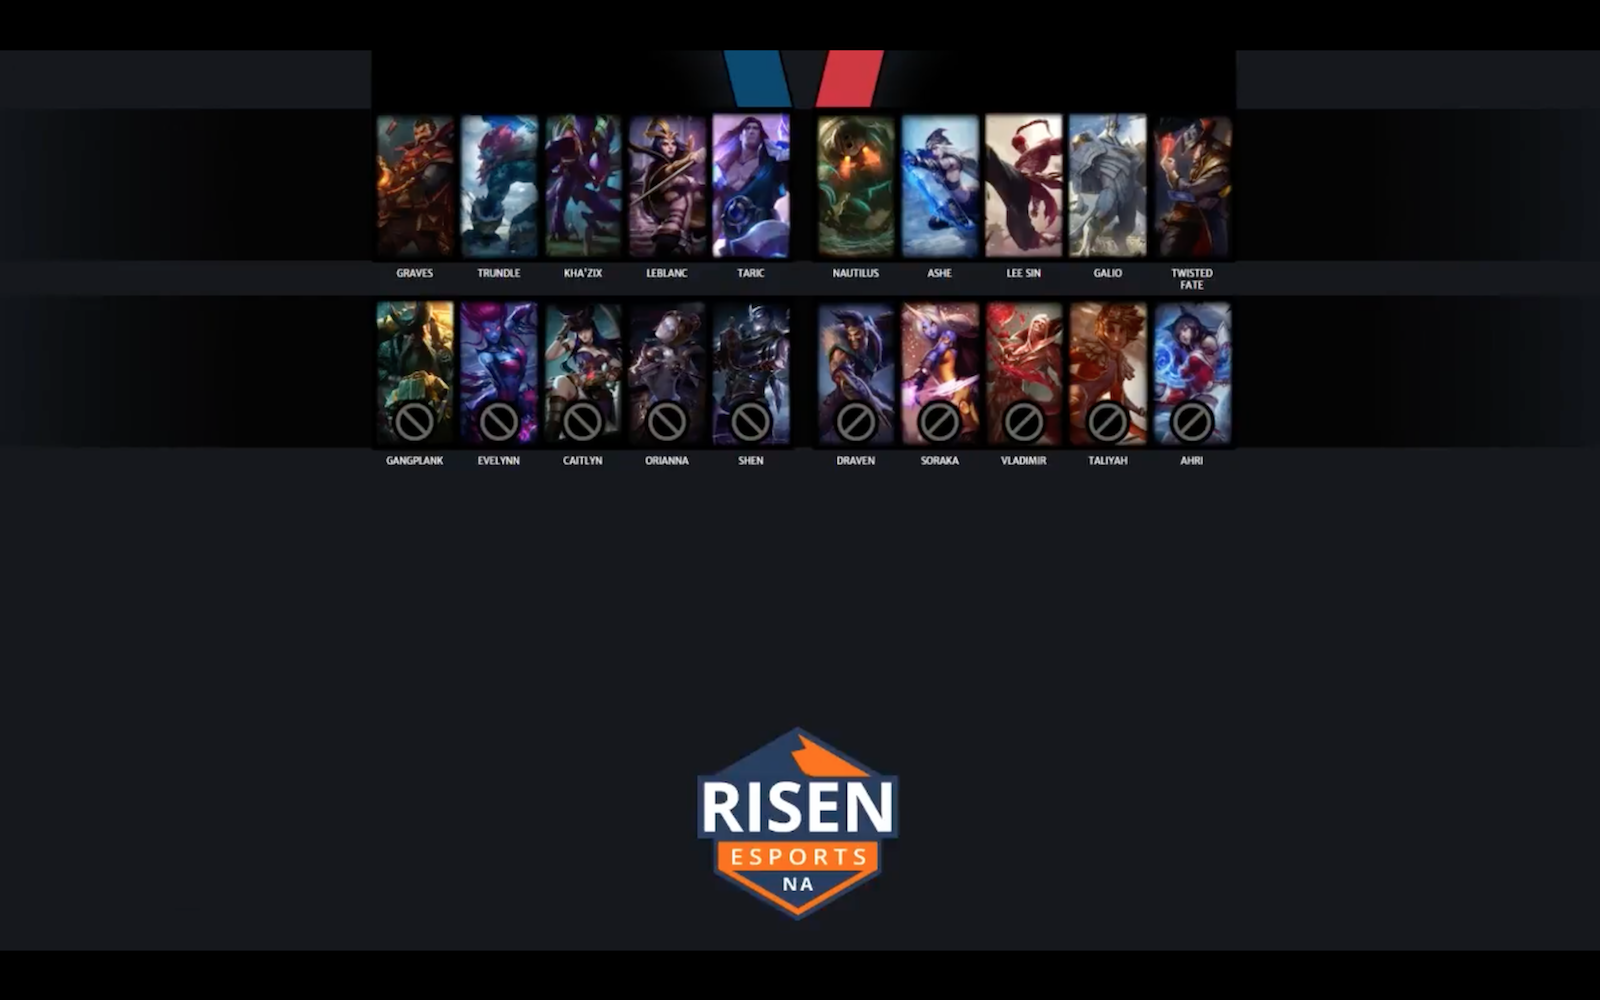 GRAVES TRUNDLE KHA'ZIX LEBLANC TARIC NAUTILUS ASHE LEE SIN GALIO TWISTED
FATE
GANGPLANK EVELYNN CAITLYN ORIANNA SHEN DRAVEN SORAKA VLADIMIR TALIYAH AHRI
RISEN
ESPORTS
NA